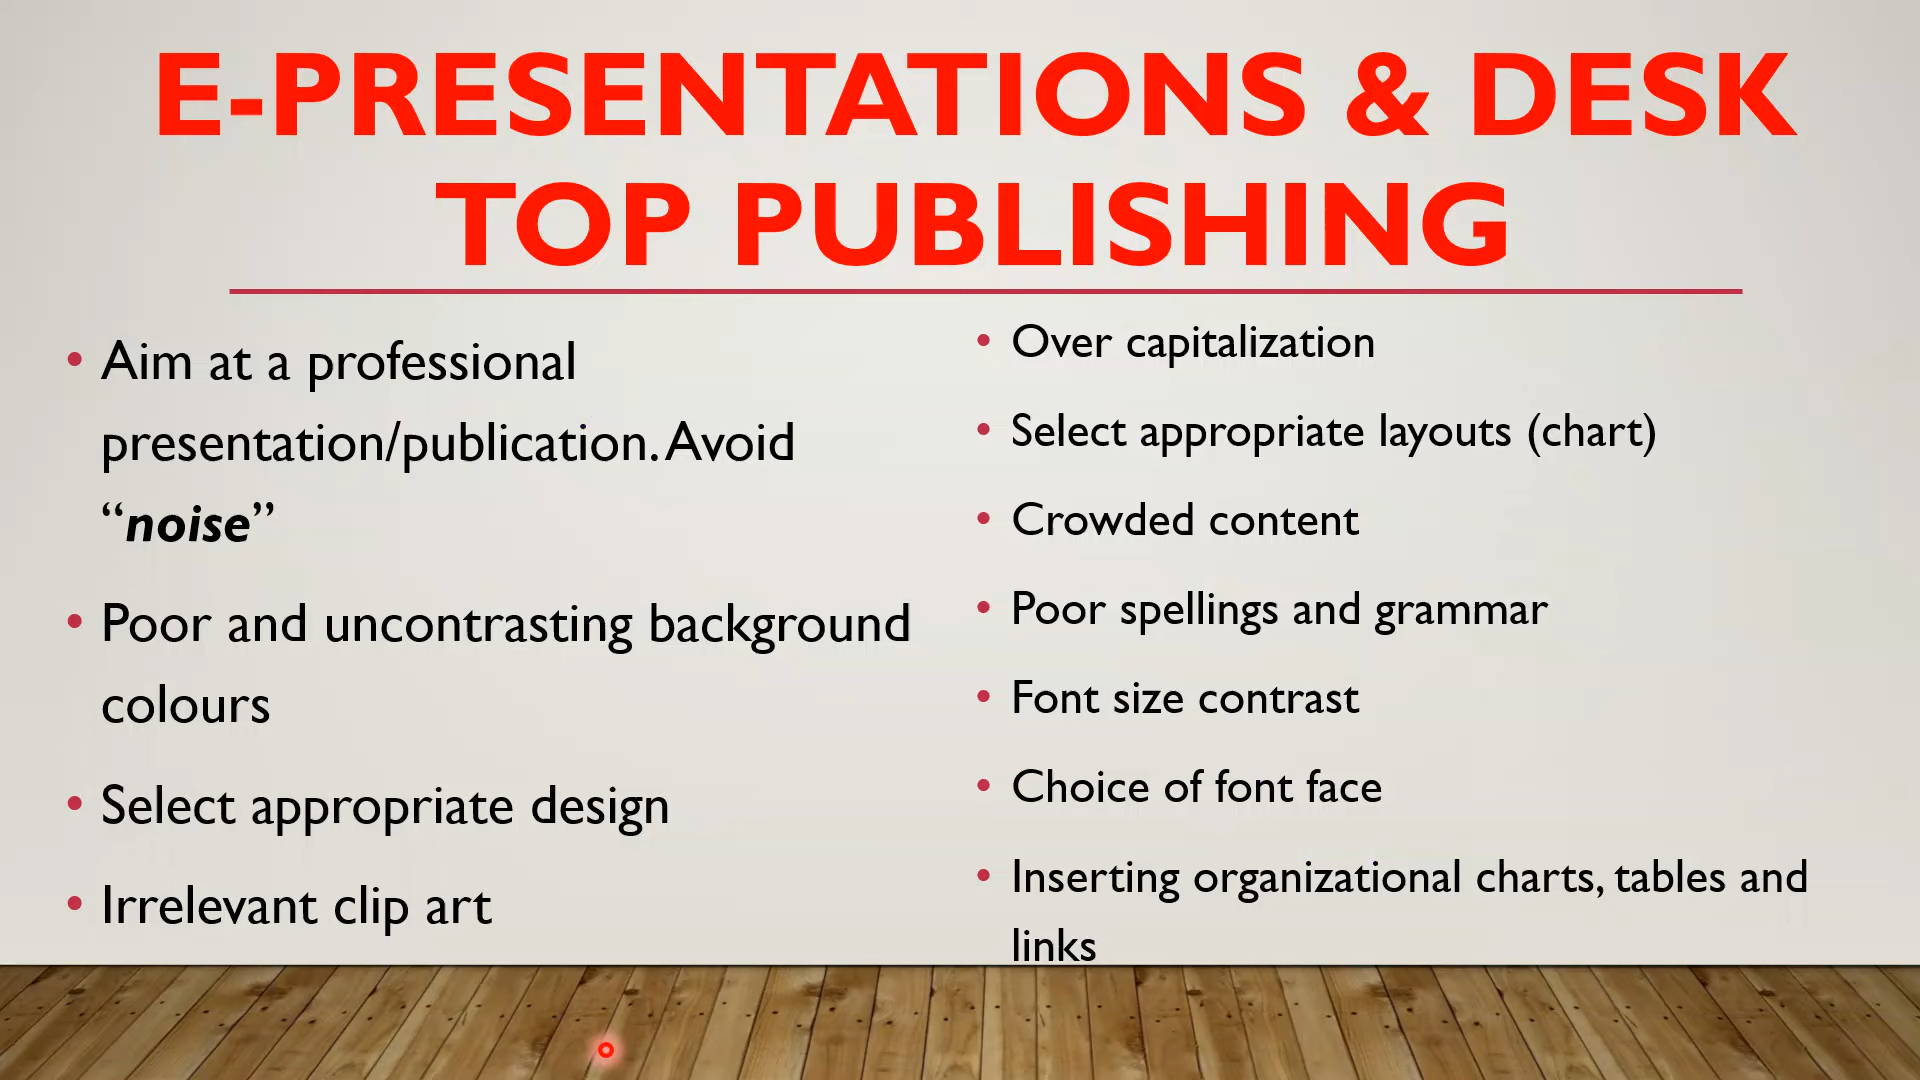 E-PRESENTATIONS & DESK
TOP PUBLISHING
• Aim at a professional
presentation/publication. Avoid
“noise”
• Poor and uncontrasting background
colours
• Select appropriate design
• Irrelevant clip art
• Over capitalization
• Select appropriate layouts (chart)
• Crowded content
• Poor spellings and grammar
• Font size contrast
• Choice of font face
• Inserting organizational charts, tables and
links